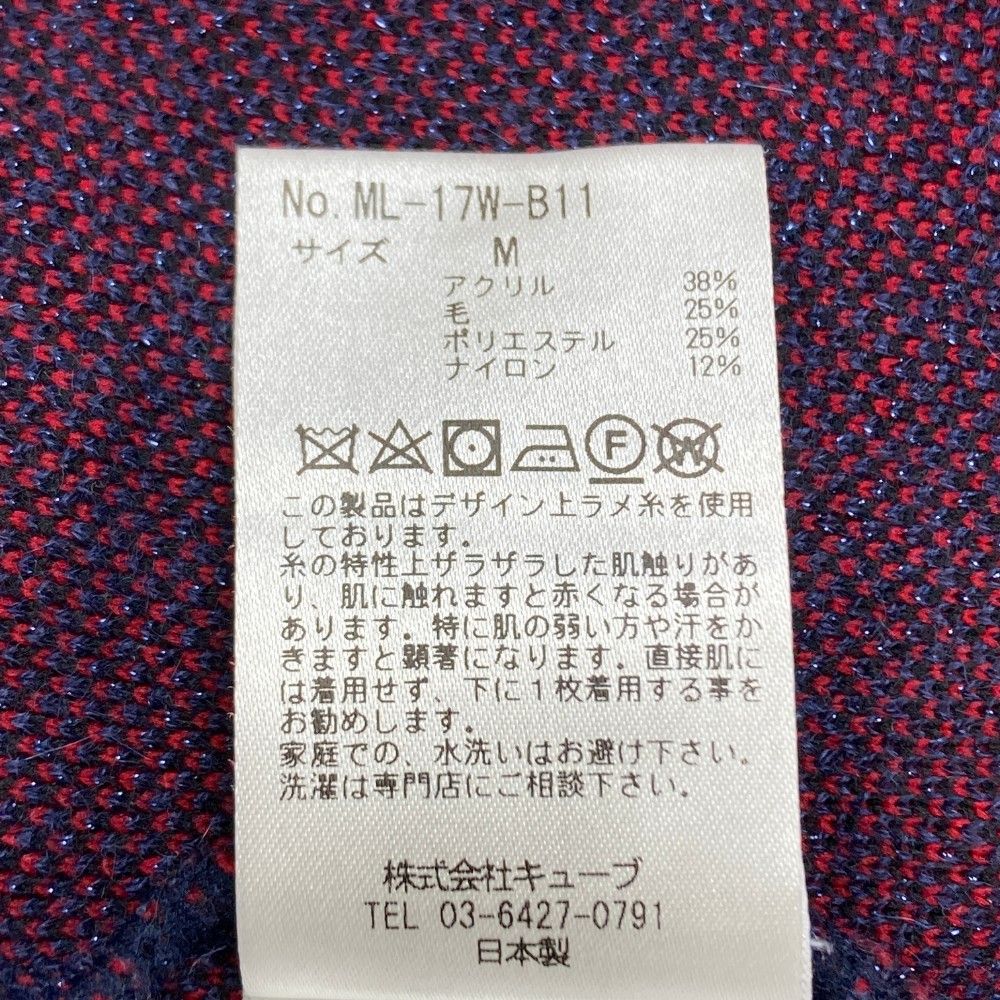 No. ML-17W-B11
サイズ M
アクリル 38%
毛 25%
ポリエステル 25%
ナイロン 12%
F W
この製品はデザイン上ラメ糸を使用
しております。
糸の特性上ザラザラした肌触りがあ
り、肌に触れますと赤くなる場合が
あります。特に肌の弱い方や汗をか
きますと顕著になります。直接肌に
は着用せず、下に1枚着用する事を
お勧めします。
家庭での、水洗いはお避け下さい。
洗濯は専門店にご相談下さい。
株式会社キューブ
TEL 03-6427-0791
日本製